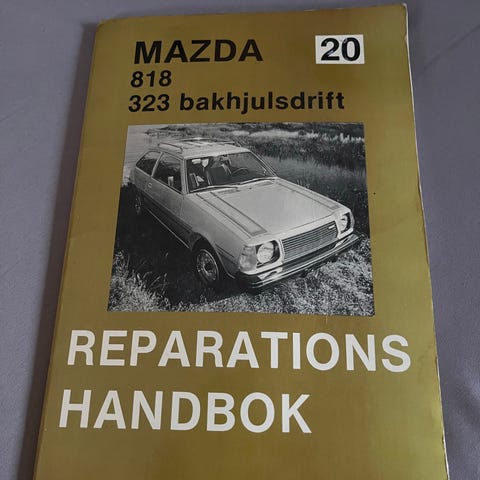 MAZDA 20
818
323 bakhjulsdrift
REPARATIONS
HANDBOK